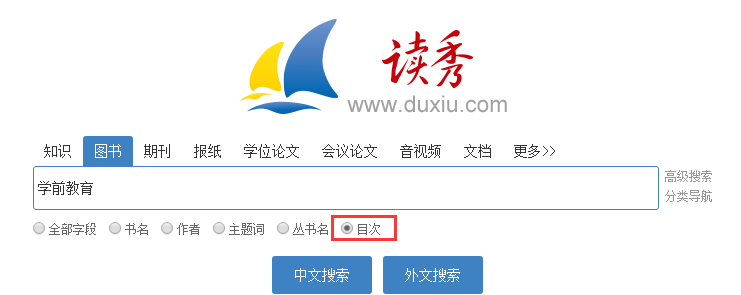 读秀
www.duxiu.com
知识 图书 期刊 报纸 学位论文 会议论文 音视频 文档 更多>>
学前教育
高级搜索
分类导航
全部字段 书名 作者 主题词 丛书名 目次
中文搜索 外文搜索